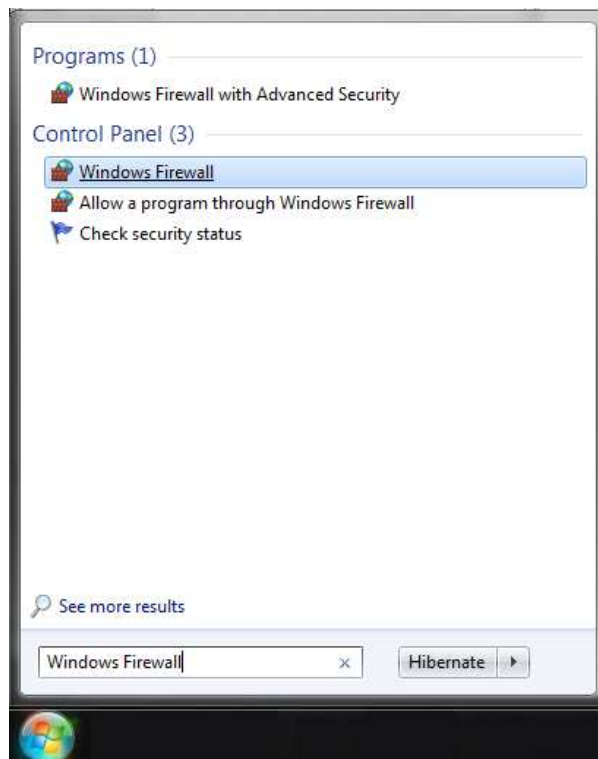 Programs (1)
Windows Firewall with Advanced Security
Control Panel (3)
Windows Firewall
Allow a program through Windows Firewall
Check security status
See more results
Windows Firewall
Hibernate